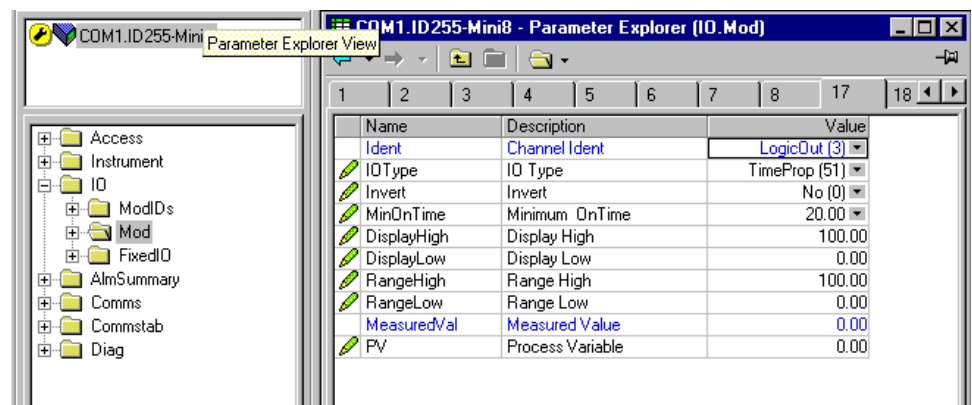 COM1.ID255-Mini
Parameter Explorer View
COM1.ID255-Mini8 - Parameter Explorer (IO.Mod)
1 2 3 4 5 6 7 8 17 18
Name Description Value
Ident Channel Ident LogicOut (3)
IOType IO Type TimeProp (51)
Invert Invert No (0)
MinOnTime Minimum OnTime 20.00
DisplayHigh Display High 100.00
DisplayLow Display Low 0.00
RangeHigh Range High 100.00
RangeLow Range Low 0.00
MeasuredVal Measured Value 0.00
PV Process Variable 0.00
Access
Instrument
IO
ModIDs
Mod
FixedIO
AlmSummary
Comms
Commstab
Diag